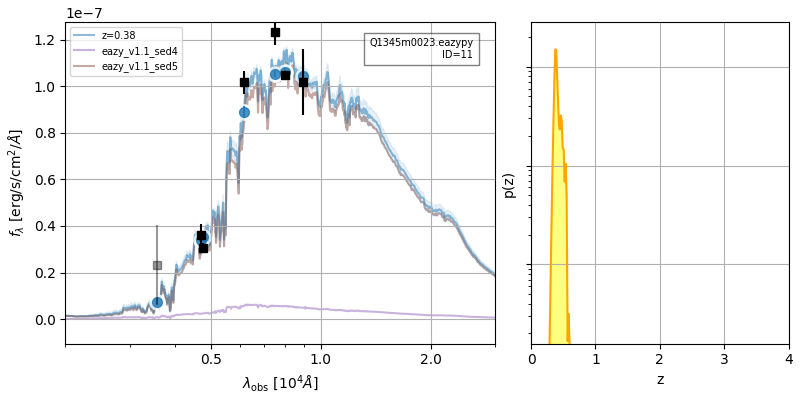 1e−7
z=0.38
eazy_v1.1_sed4
eazy_v1.1_sed5
Q1345m0023.eazypy
ID=11
1.2
1.0
0.8
0.6
0.4
0.2
0.0
f_λ [erg/s/cm²/Å]
0.5 1.0 2.0
λ_obs [10⁴Å]
p(z)
0 1 2 3 4
z